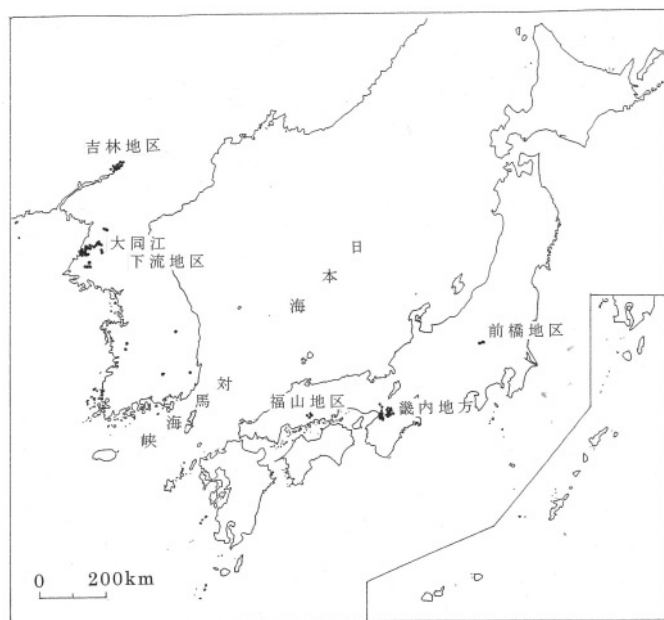 吉林地区
大同江
下流地区
日本海
前橋地区
対馬海峡
福山地区
畿内地方
0 200km